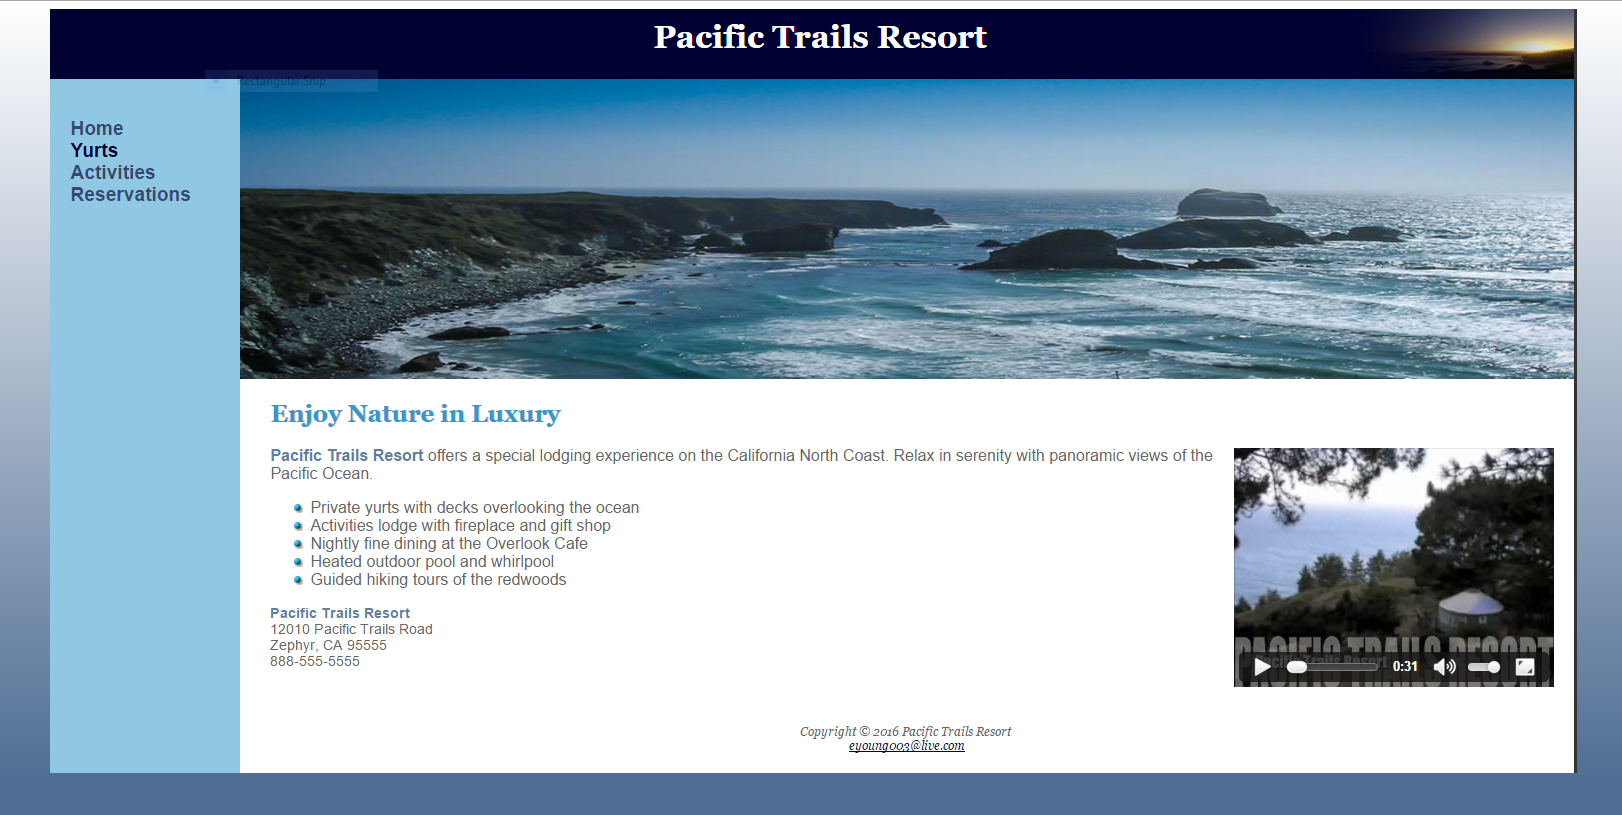 Pacific Trails Resort
Rectangular Snip
Home
Yurts
Activities
Reservations
Enjoy Nature in Luxury
Pacific Trails Resort offers a special lodging experience on the California North Coast. Relax in serenity with panoramic views of the
Pacific Ocean.
Private yurts with decks overlooking the ocean
Activities lodge with fireplace and gift shop
Nightly fine dining at the Overlook Cafe
Heated outdoor pool and whirlpool
Guided hiking tours of the redwoods
Pacific Trails Resort
12010 Pacific Trails Road
Zephyr, CA 95555
888-555-5555
PACIFIC TRAILS RESORT
Pacific Trails Resort
0:31
Copyright © 2016 Pacific Trails Resort
eyoung003@live.com